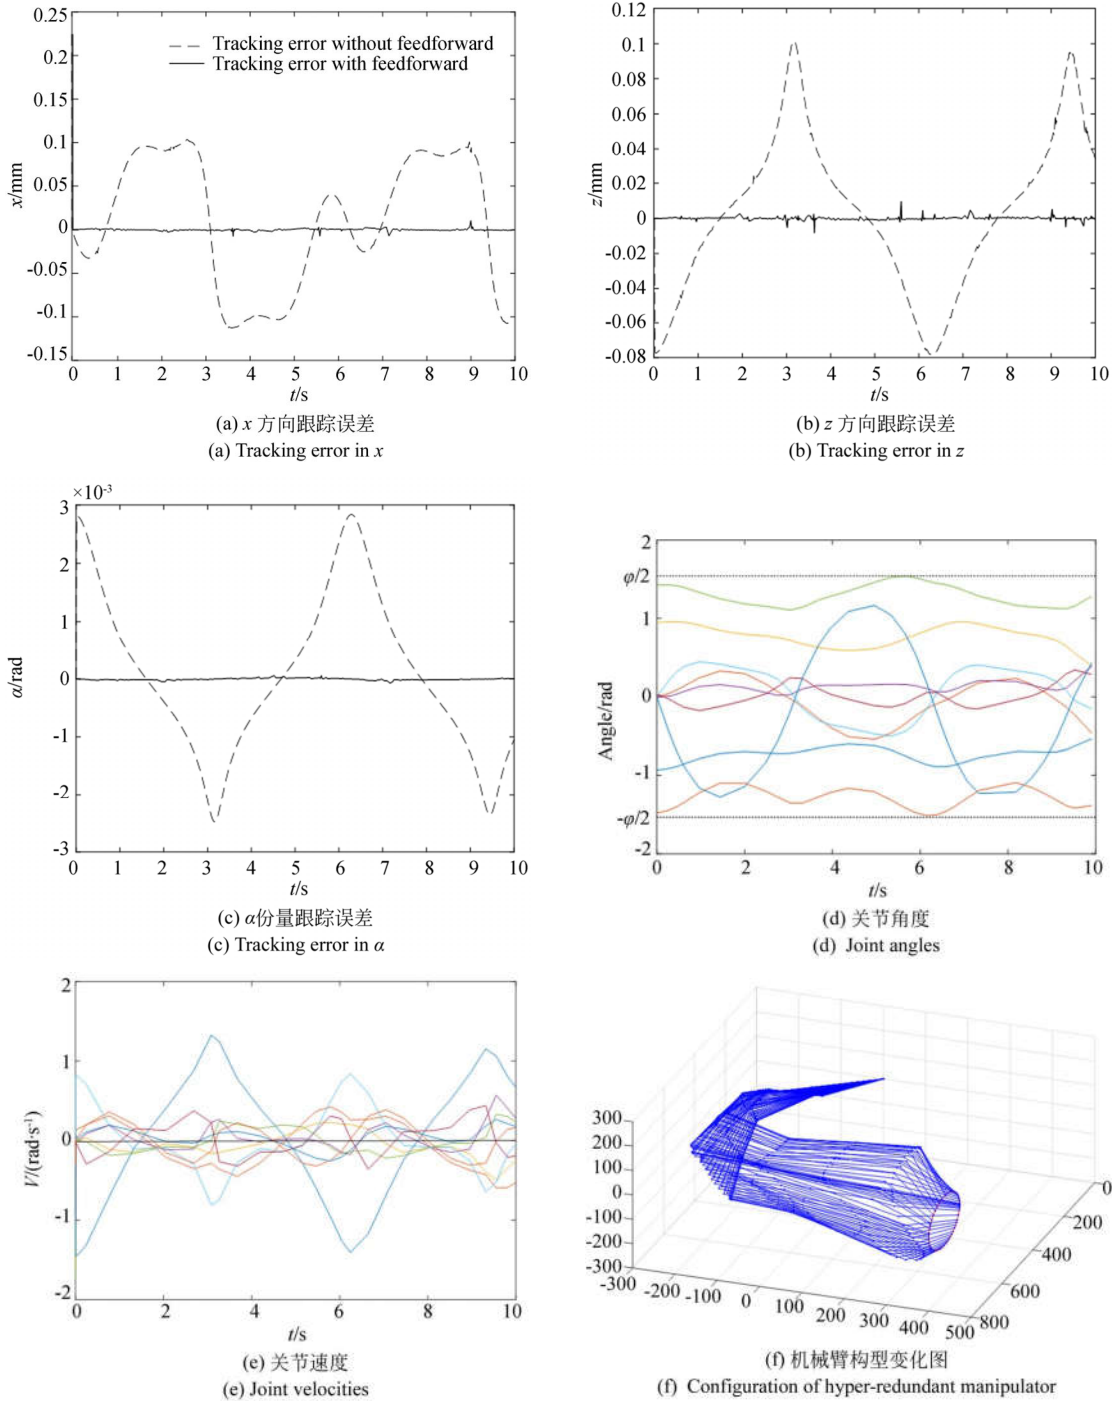 0.25
0.2
0.15
0.1
0.05
0
-0.05
-0.1
-0.15
x/mm
Tracking error without feedforward
Tracking error with feedforward
0 1 2 3 4 5 6 7 8 9 10
t/s
(a) x 方向跟踪误差
(a) Tracking error in x
0.12
0.1
0.08
0.06
0.04
0.02
0
-0.02
-0.04
-0.06
-0.08
z/mm
0 1 2 3 4 5 6 7 8 9 10
t/s
(b) z 方向跟踪误差
(b) Tracking error in z
×10⁻³
3
2
1
0
-1
-2
-3
α/rad
0 1 2 3 4 5 6 7 8 9 10
t/s
(c) α份量跟踪误差
(c) Tracking error in α
2
φ/2
1
0
-1
-φ/2
-2
Angle/rad
0 2 4 6 8 10
t/s
(d) 关节角度
(d) Joint angles
2
1
0
-1
-2
V/(rad·s⁻¹)
0 2 4 6 8 10
t/s
(e) 关节速度
(e) Joint velocities
300
200
100
0
-100
-200
-300
-300 -200 -100 0 100 200 300 400 500
0
200
400
600
800
(f) 机械臂构型变化图
(f) Configuration of hyper-redundant manipulator